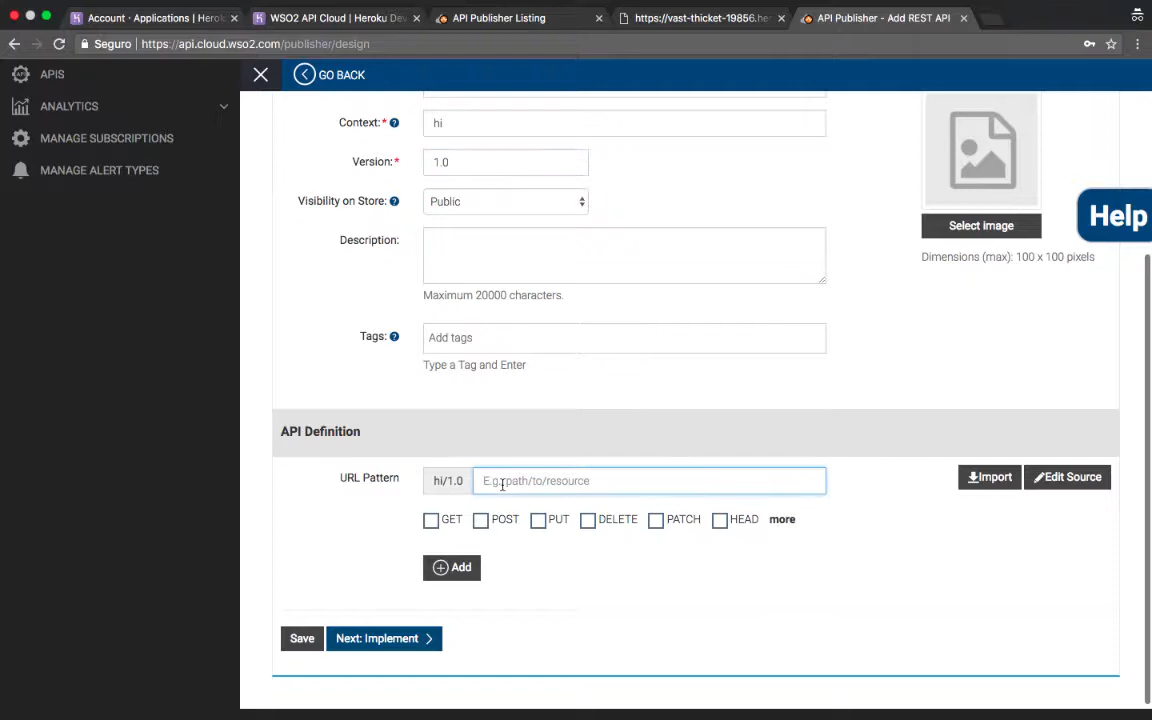 Account · Applications | Herok
WSO2 API Cloud | Heroku Dev
API Publisher Listing
https://vast-thicket-19856.he
API Publisher - Add REST API
Seguro
https://api.cloud.wso2.com/publisher/design
APIS
ANALYTICS
MANAGE SUBSCRIPTIONS
MANAGE ALERT TYPES
GO BACK
Context:* ?
hi
Version:*
1.0
Visibility on Store: ?
Public
Description:
Maximum 20000 characters.
Tags: ?
Add tags
Type a Tag and Enter
Select image
Dimensions (max): 100 x 100 pixels
Help
API Definition
URL Pattern
hi/1.0
E.g.:path/to/resource
Import
Edit Source
GET POST PUT DELETE PATCH HEAD more
Add
Save
Next: Implement